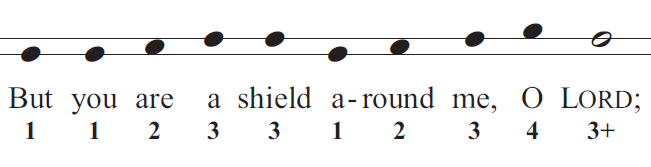 But you are a shield a-round me, O LORD;
1 1 2 3 3 1 2 3 4 3+